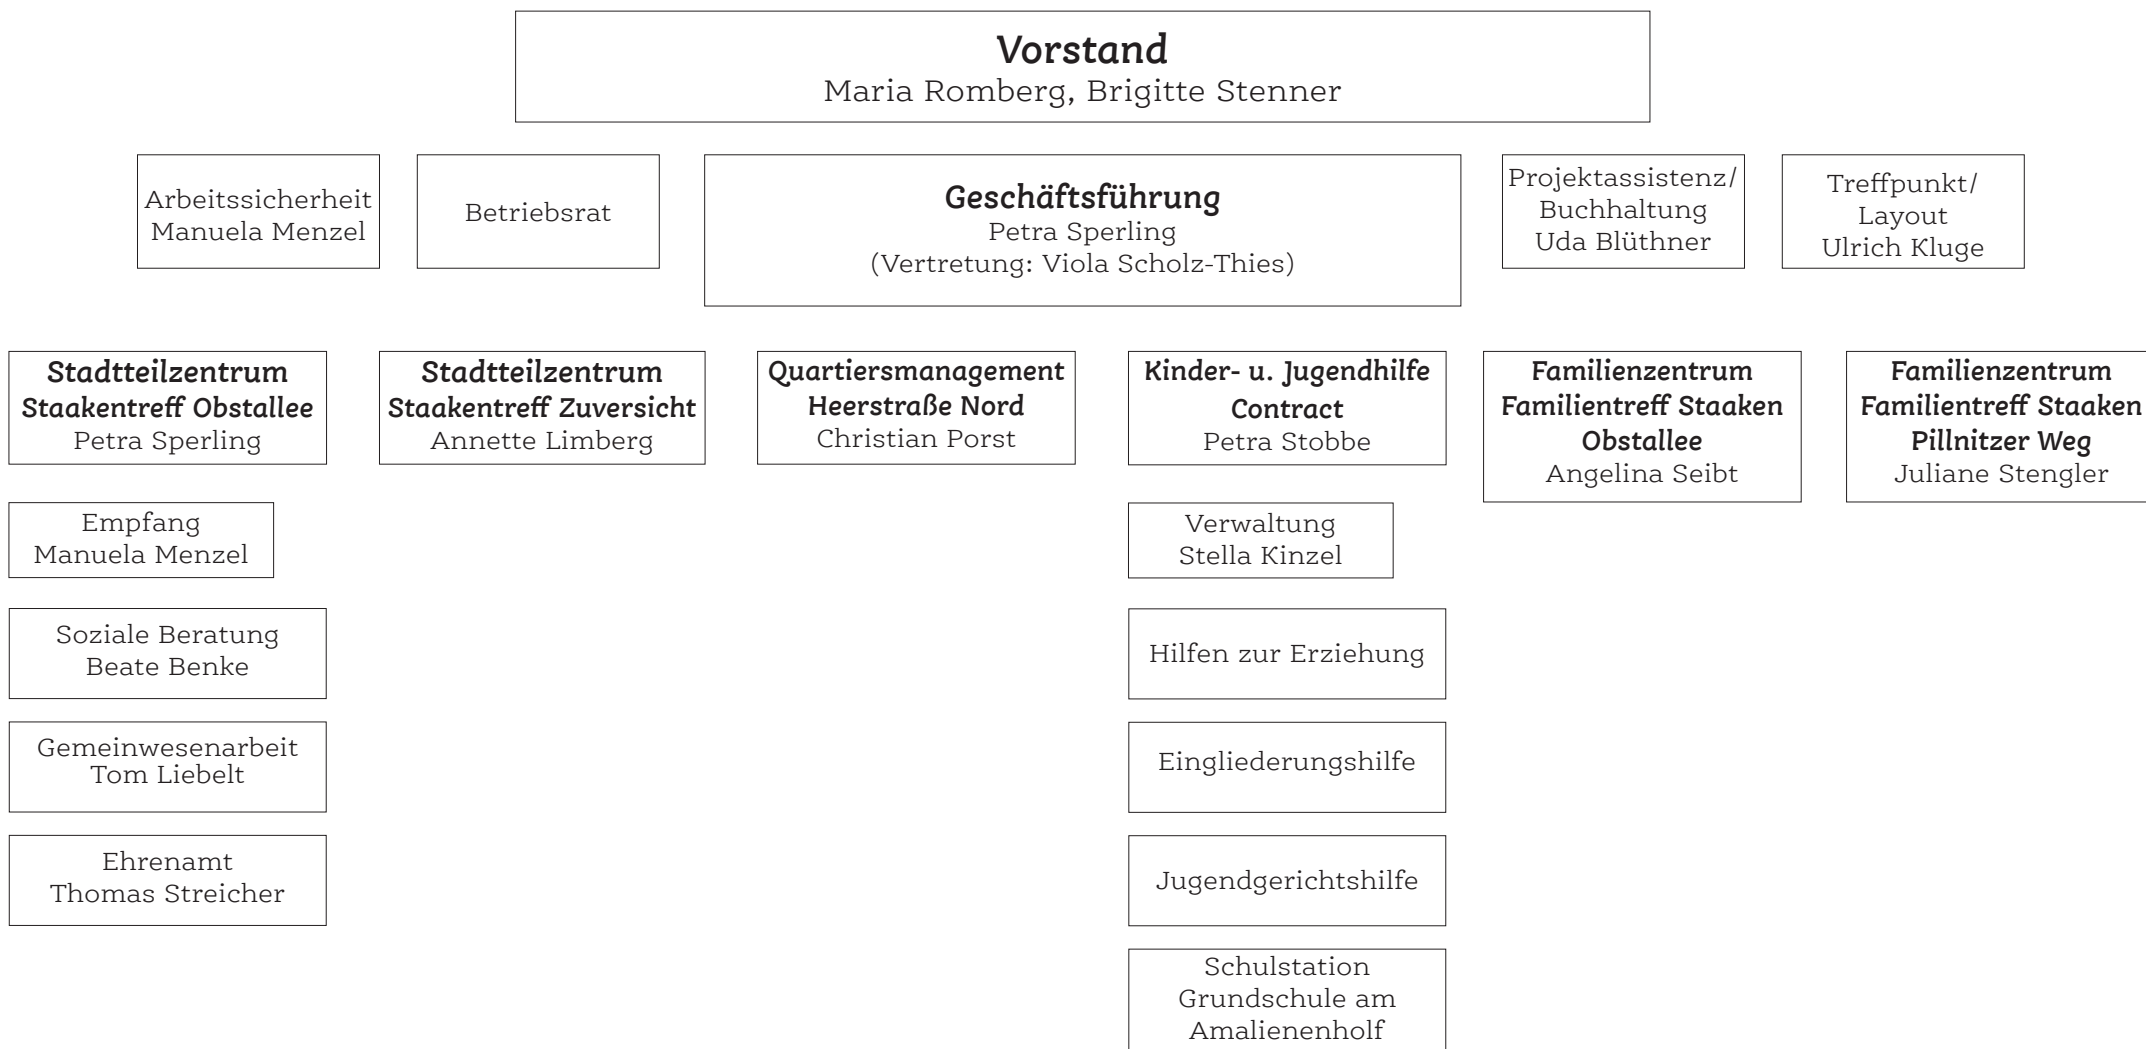 Vorstand
Maria Romberg, Brigitte Stenner
Arbeitssicherheit
Manuela Menzel
Betriebsrat
Geschäftsführung
Petra Sperling
(Vertretung: Viola Scholz-Thies)
Projektassistenz/
Buchhaltung
Uda Blüthner
Treffpunkt/
Layout
Ulrich Kluge
Stadtteilzentrum
Staakentreff Obstallee
Petra Sperling
Stadtteilzentrum
Staakentreff Zuversicht
Annette Limberg
Quartiersmanagement
Heerstraße Nord
Christian Porst
Kinder- u. Jugendhilfe
Contract
Petra Stobbe
Familienzentrum
Familientreff Staaken
Obstallee
Angelina Seibt
Familienzentrum
Familientreff Staaken
Pillnitzer Weg
Juliane Stengler
Empfang
Manuela Menzel
Soziale Beratung
Beate Benke
Gemeinwesenarbeit
Tom Liebelt
Ehrenamt
Thomas Streicher
Verwaltung
Stella Kinzel
Hilfen zur Erziehung
Eingliederungshilfe
Jugendgerichtshilfe
Schulstation
Grundschule am
Amalienenholf